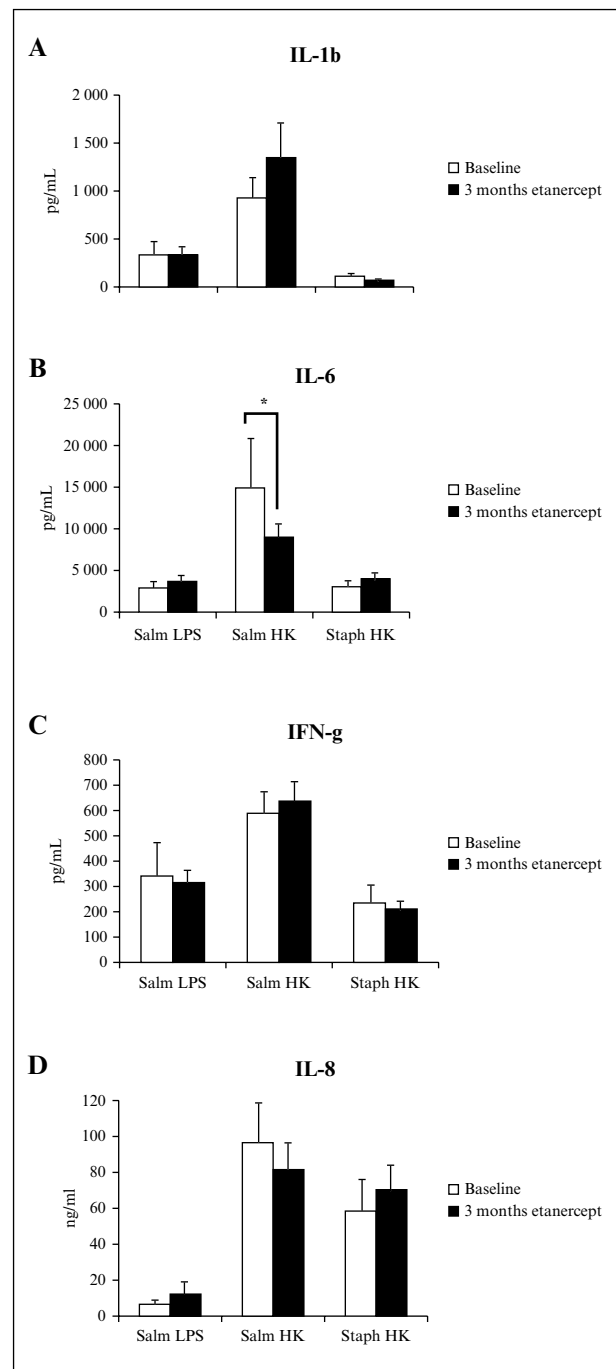 A
IL-1b
2 000
1 500
1 000
500
0
pg/mL
Baseline
3 months etanercept
B
IL-6
*
25 000
20 000
15 000
10 000
5 000
0
pg/mL
Baseline
3 months etanercept
Salm LPS Salm HK Staph HK
C
IFN-g
800
700
600
500
400
300
200
100
0
pg/mL
Baseline
3 months etanercept
Salm LPS Salm HK Staph HK
D
IL-8
120
100
80
60
40
20
0
ng/ml
Baseline
3 months etanercept
Salm LPS Salm HK Staph HK